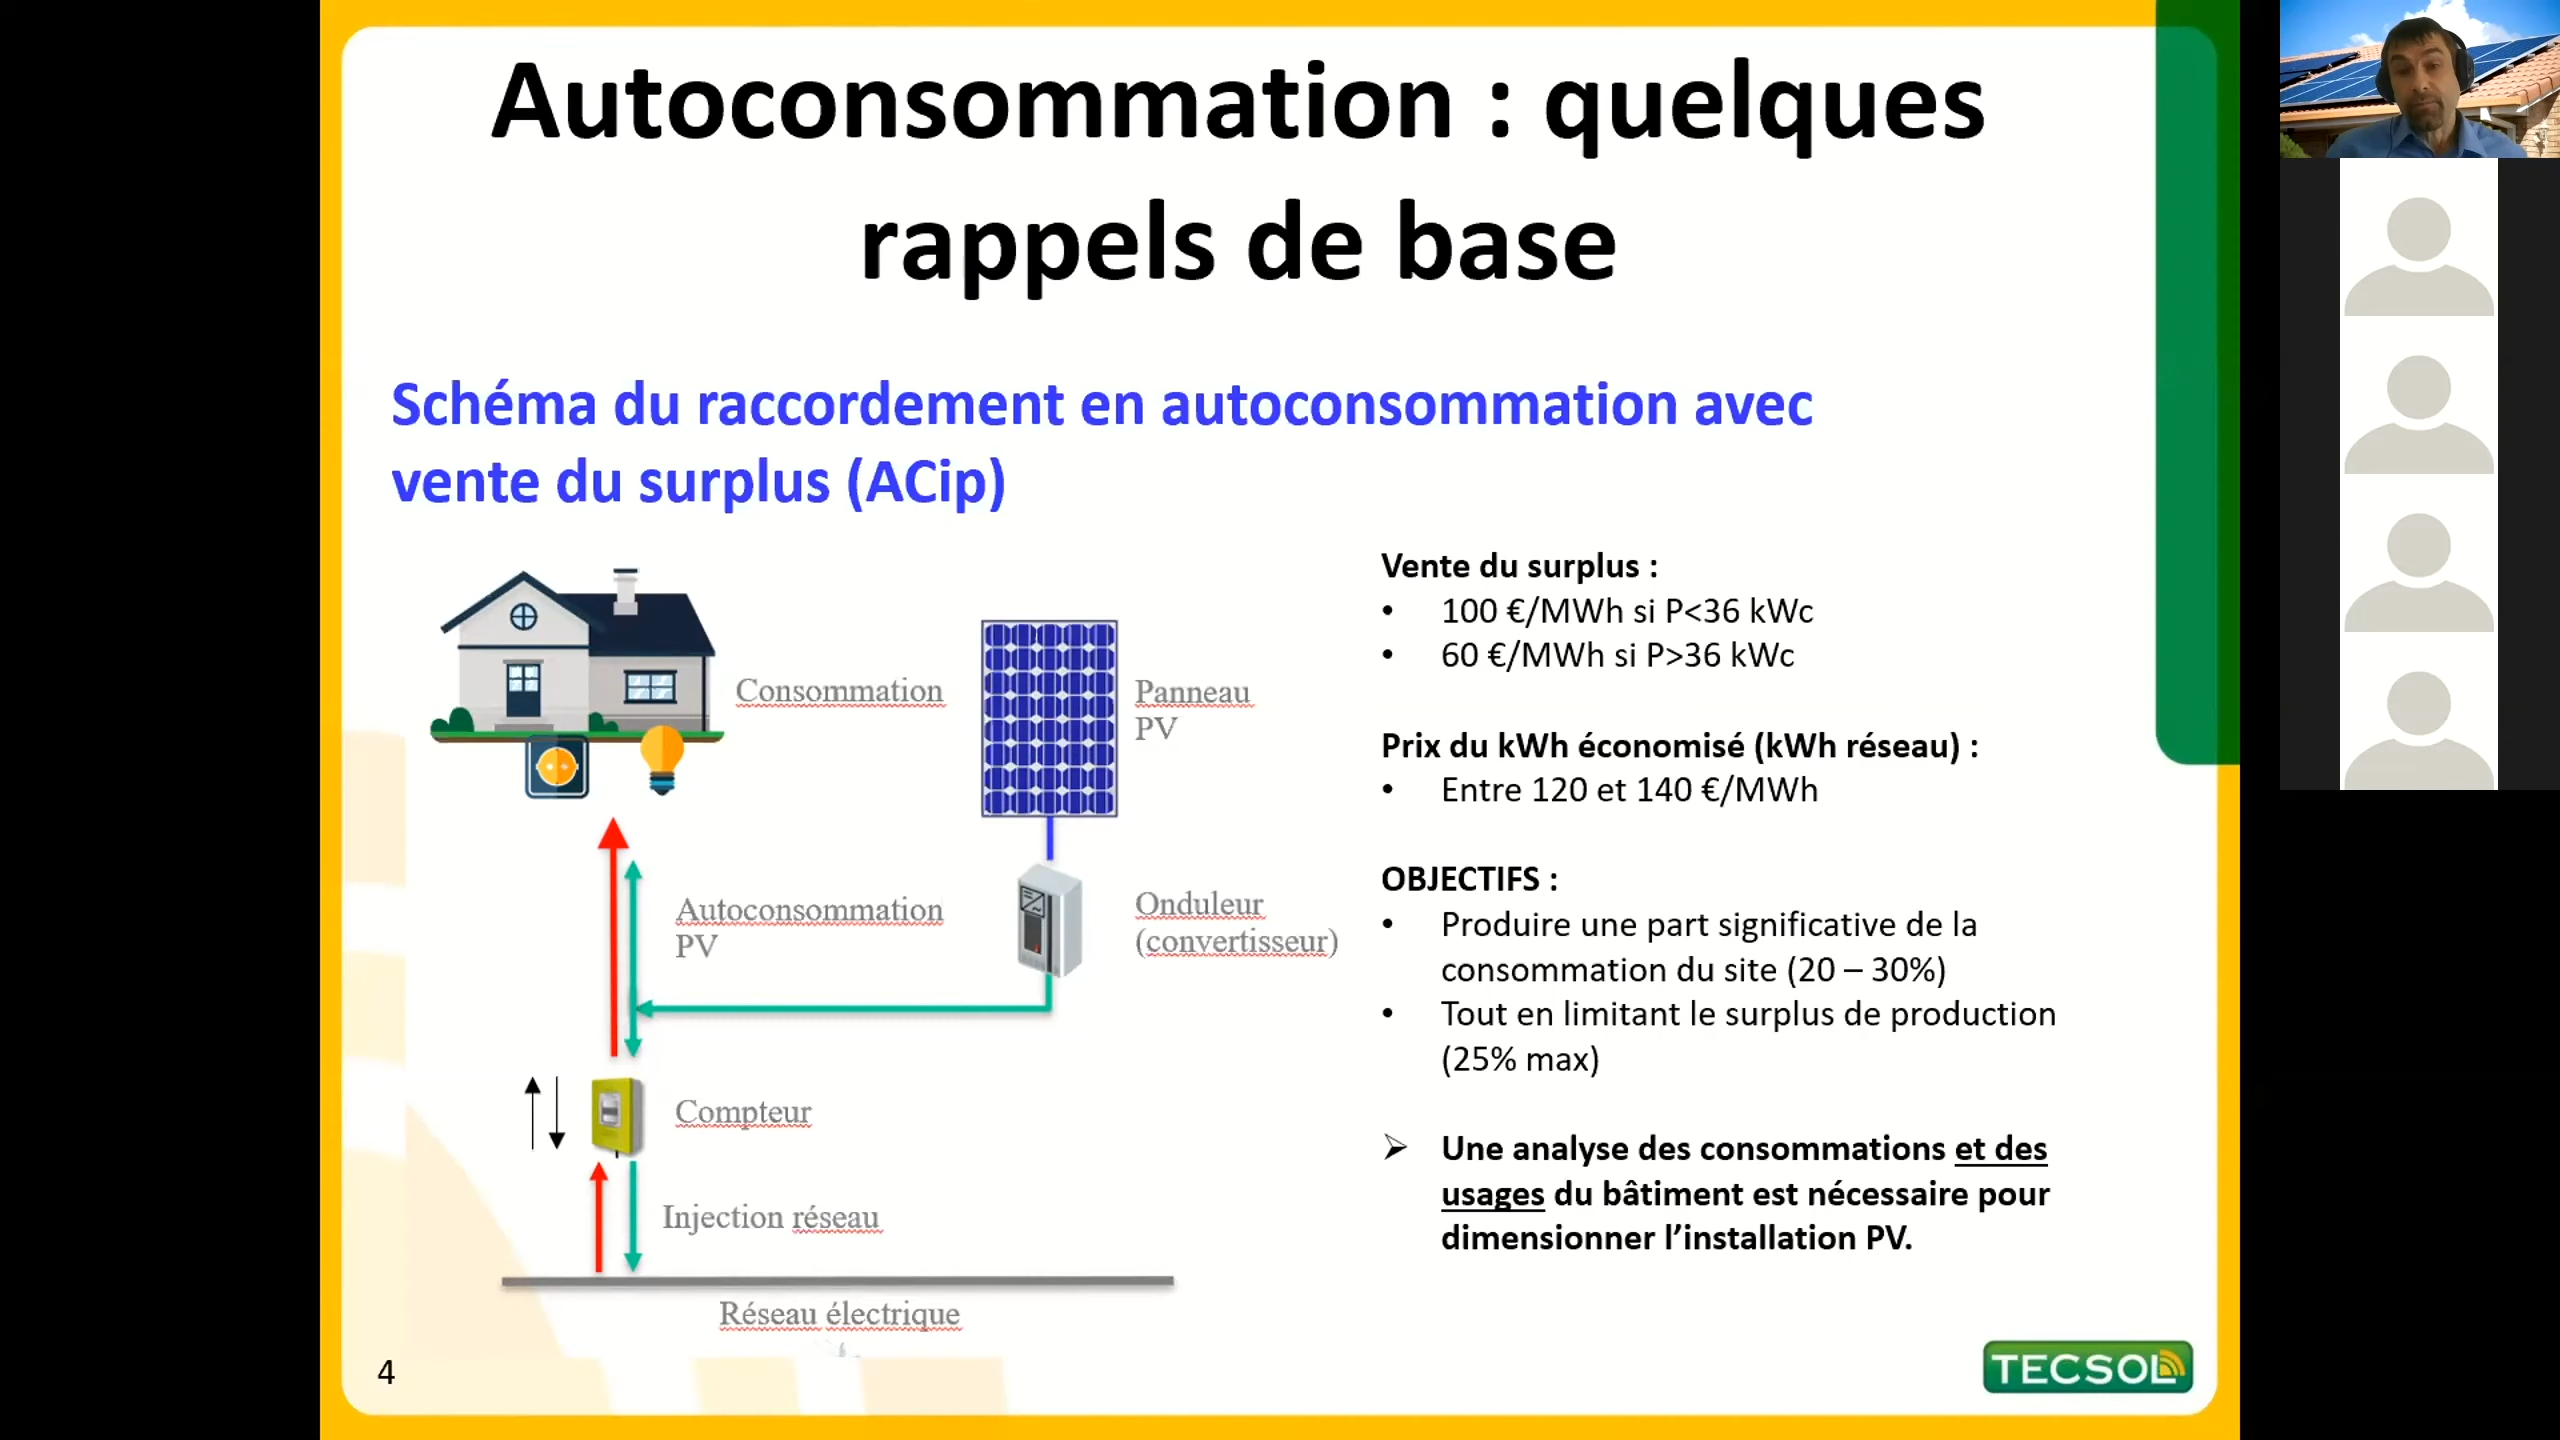 Autoconsommation : quelques
rappels de base
Schéma du raccordement en autoconsommation avec
vente du surplus (ACip)
Consommation
Panneau
PV
Autoconsommation
PV
Onduleur
(convertisseur)
Compteur
Injection réseau
Réseau électrique
Vente du surplus :
• 100 €/MWh si P<36 kWc
• 60 €/MWh si P>36 kWc
Prix du kWh économisé (kWh réseau) :
• Entre 120 et 140 €/MWh
OBJECTIFS :
• Produire une part significative de la
consommation du site (20 – 30%)
• Tout en limitant le surplus de production
(25% max)
➢ Une analyse des consommations et des
usages du bâtiment est nécessaire pour
dimensionner l’installation PV.
4
TECSOL